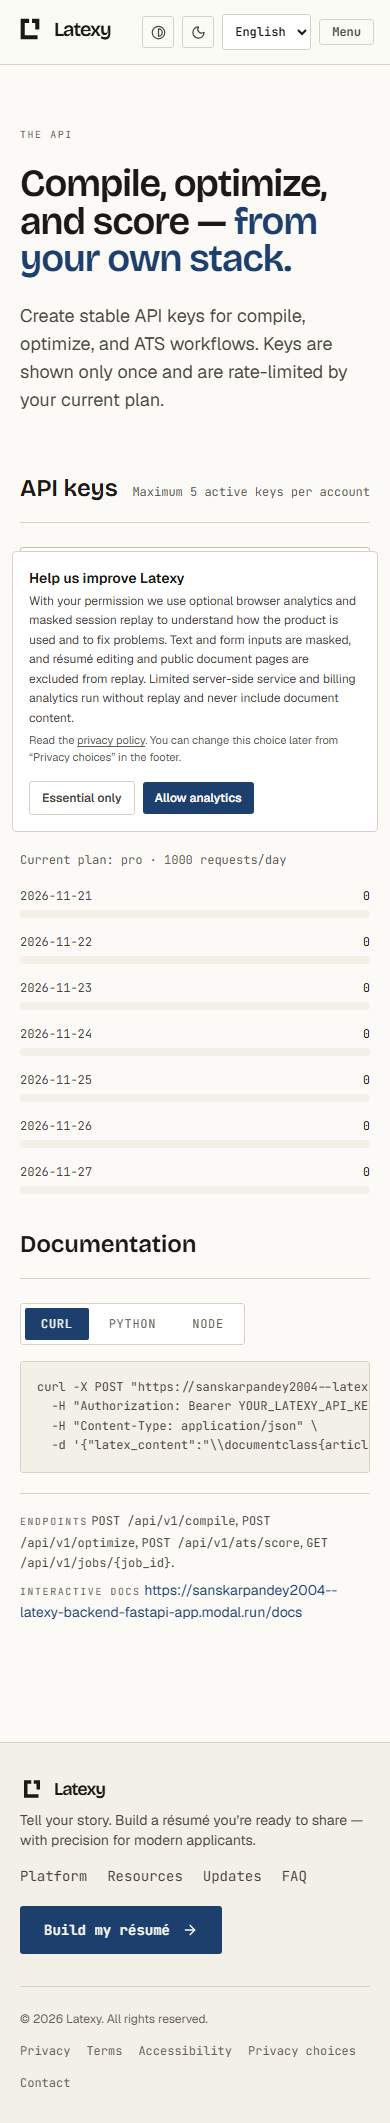 Latexy
English
Menu
THE API
Compile, optimize,
and score — from
your own stack.
Create stable API keys for compile,
optimize, and ATS workflows. Keys are
shown only once and are rate-limited by
your current plan.
API keys
Maximum 5 active keys per account
Help us improve Latexy
With your permission we use optional browser analytics and
masked session replay to understand how the product is
used and to fix problems. Text and form inputs are masked,
and résumé editing and public document pages are
excluded from replay. Limited server-side service and billing
analytics run without replay and never include document
content.
Read the privacy policy. You can change this choice later from
“Privacy choices” in the footer.
Essential only
Allow analytics
Current plan: pro · 1000 requests/day
2026-11-21 0
2026-11-22 0
2026-11-23 0
2026-11-24 0
2026-11-25 0
2026-11-26 0
2026-11-27 0
Documentation
CURL PYTHON NODE
curl -X POST "https://sanskarpandey2004--latex
-H "Authorization: Bearer YOUR_LATEXY_API_KE
-H "Content-Type: application/json" \
-d '{"latex_content":"\\documentclass{articl
ENDPOINTS POST /api/v1/compile, POST
/api/v1/optimize, POST /api/v1/ats/score, GET
/api/v1/jobs/{job_id}.
INTERACTIVE DOCS https://sanskarpandey2004--
latexy-backend-fastapi-app.modal.run/docs
Latexy
Tell your story. Build a résumé you're ready to share —
with precision for modern applicants.
Platform Resources Updates FAQ
Build my résumé →
© 2026 Latexy. All rights reserved.
Privacy Terms Accessibility Privacy choices
Contact